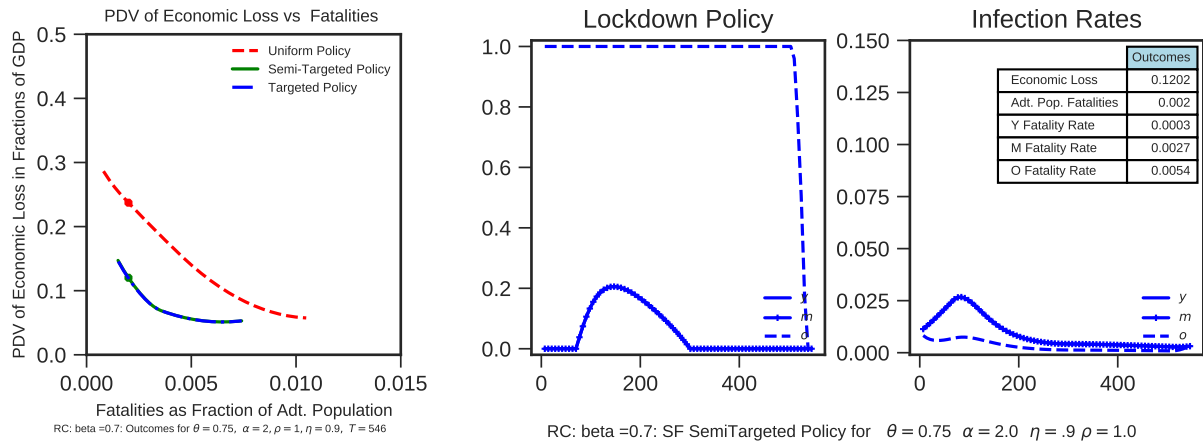 PDV of Economic Loss vs Fatalities
PDV of Economic Loss in Fractions of GDP
0.5
0.4
0.3
0.2
0.1
0.0
0.000
0.005
0.010
0.015
Uniform Policy
Semi-Targeted Policy
Targeted Policy
Fatalities as Fraction of Adt. Population
RC: beta =0.7: Outcomes for θ = 0.75, α = 2, ρ = 1, η = 0.9, T = 546
Lockdown Policy
1.0
0.8
0.6
0.4
0.2
0.0
0
200
400
y
m
o
Infection Rates
0.150
0.125
0.100
0.075
0.050
0.025
0.000
0
200
400
Outcomes
Economic Loss 0.1202
Adt. Pop. Fatalities 0.002
Y Fatality Rate 0.0003
M Fatality Rate 0.0027
O Fatality Rate 0.0054
y
m
o
RC: beta =0.7: SF SemiTargeted Policy for θ = 0.75 α = 2.0 η = .9 ρ = 1.0